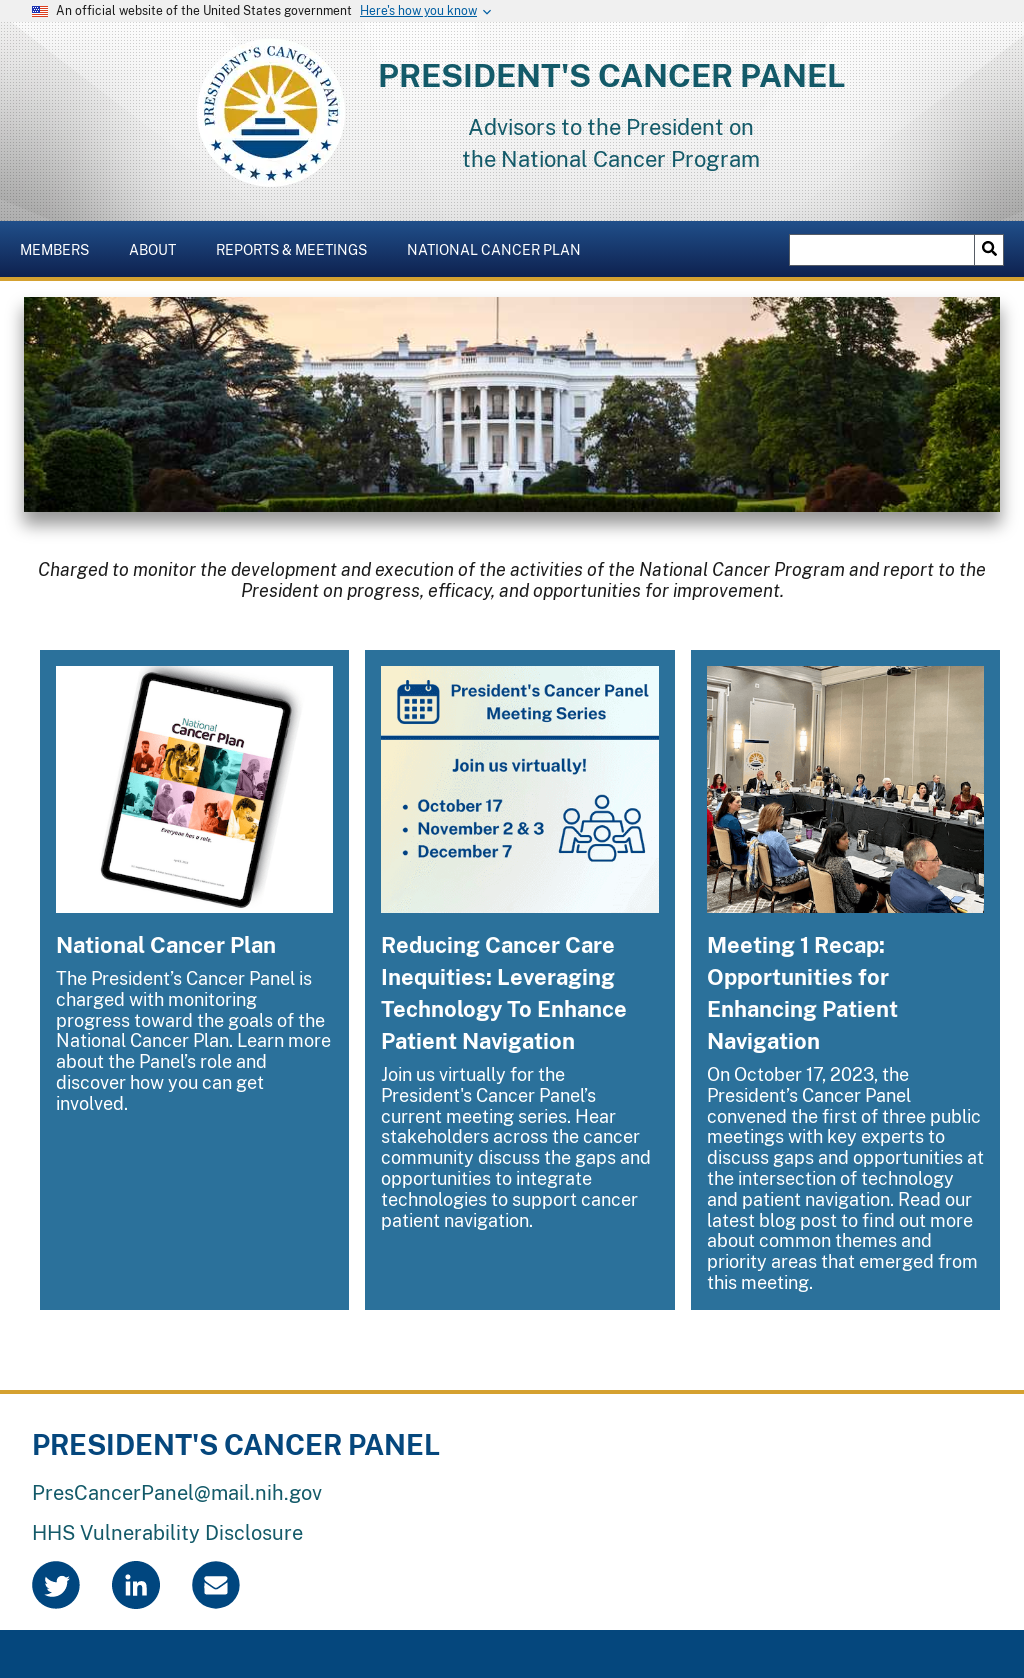 An official website of the United States government Here's how you know
PRESIDENT'S CANCER PANEL
PRESIDENT'S CANCER PANEL
Advisors to the President on
the National Cancer Program
MEMBERS ABOUT REPORTS & MEETINGS NATIONAL CANCER PLAN
Charged to monitor the development and execution of the activities of the National Cancer Program and report to the
President on progress, efficacy, and opportunities for improvement.
National
Cancer Plan
Everyone has a role.
National Cancer Plan
The President’s Cancer Panel is
charged with monitoring
progress toward the goals of the
National Cancer Plan. Learn more
about the Panel’s role and
discover how you can get
involved.
President's Cancer Panel
Meeting Series
Join us virtually!
• October 17
• November 2 & 3
• December 7
Reducing Cancer Care
Inequities: Leveraging
Technology To Enhance
Patient Navigation
Join us virtually for the
President’s Cancer Panel’s
current meeting series. Hear
stakeholders across the cancer
community discuss the gaps and
opportunities to integrate
technologies to support cancer
patient navigation.
Meeting 1 Recap:
Opportunities for
Enhancing Patient
Navigation
On October 17, 2023, the
President’s Cancer Panel
convened the first of three public
meetings with key experts to
discuss gaps and opportunities at
the intersection of technology
and patient navigation. Read our
latest blog post to find out more
about common themes and
priority areas that emerged from
this meeting.
PRESIDENT'S CANCER PANEL
PresCancerPanel@mail.nih.gov
HHS Vulnerability Disclosure
in